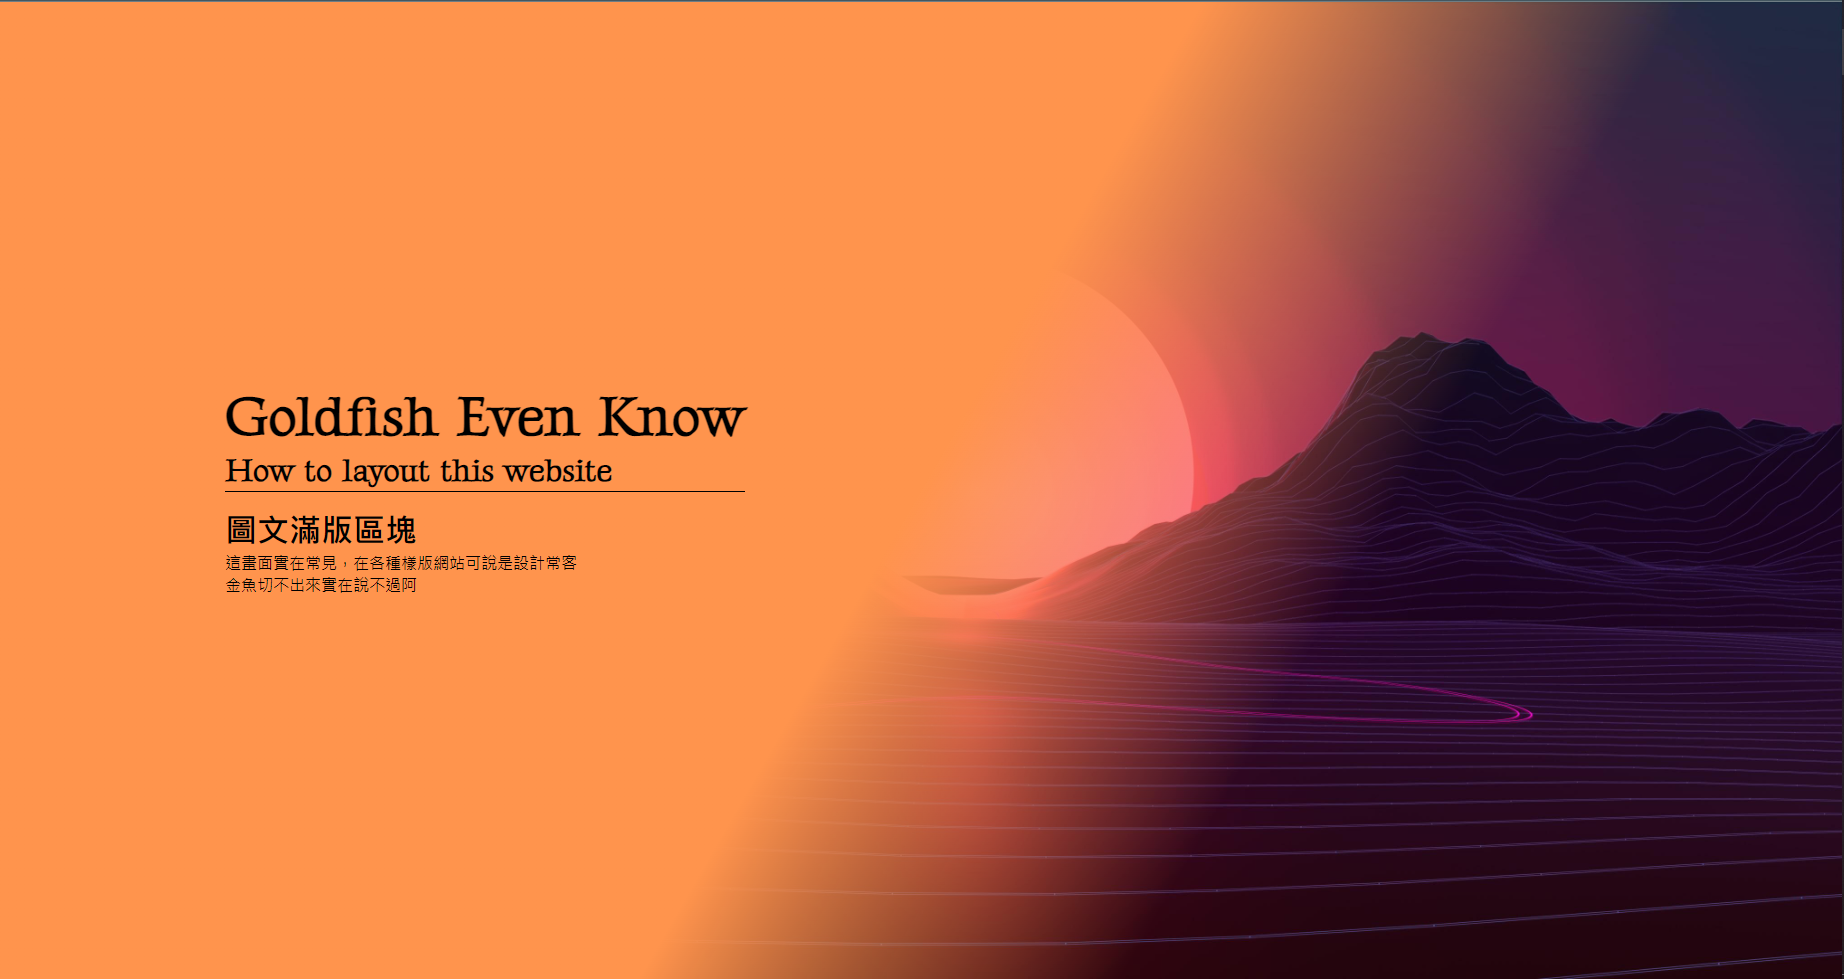 Goldfish Even Know
How to layout this website
圖文滿版區塊
這畫面實在常見，在各種樣版網站可說是設計常客
金魚切不出來實在說不過阿